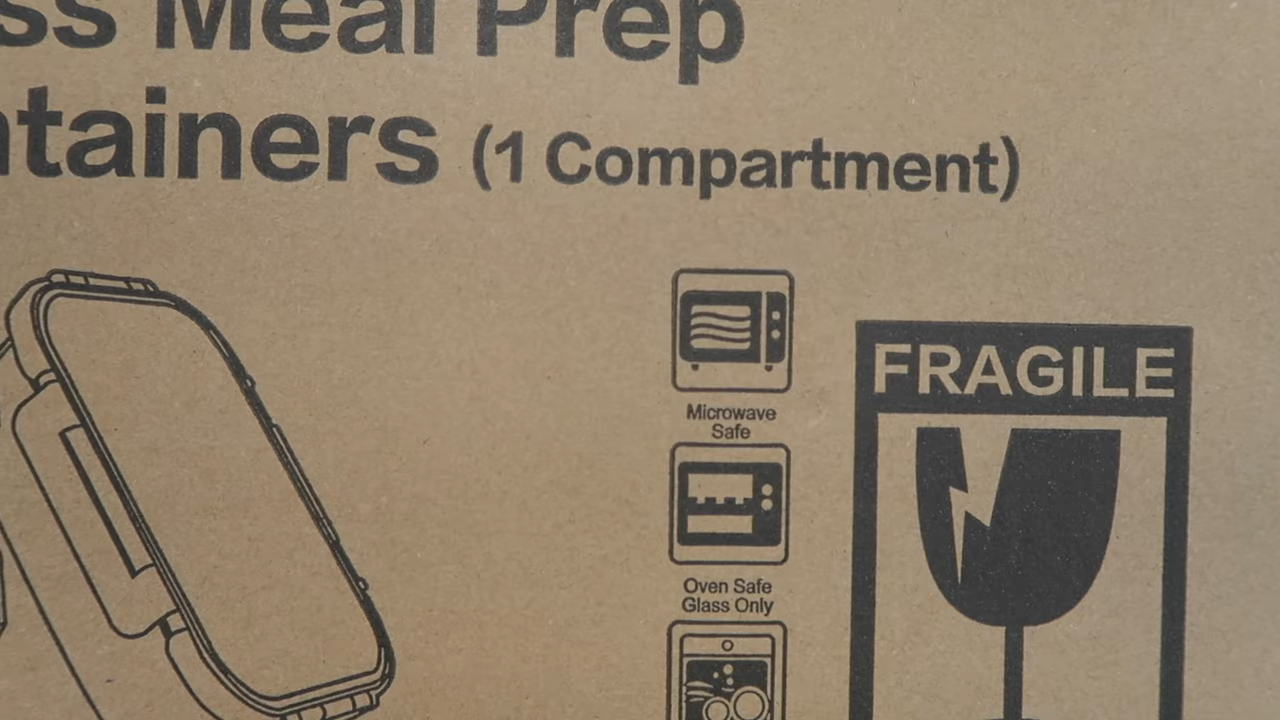 ss Meal Prep
ntainers (1 Compartment)
FRAGILE
Microwave
Safe
Oven Safe
Glass Only